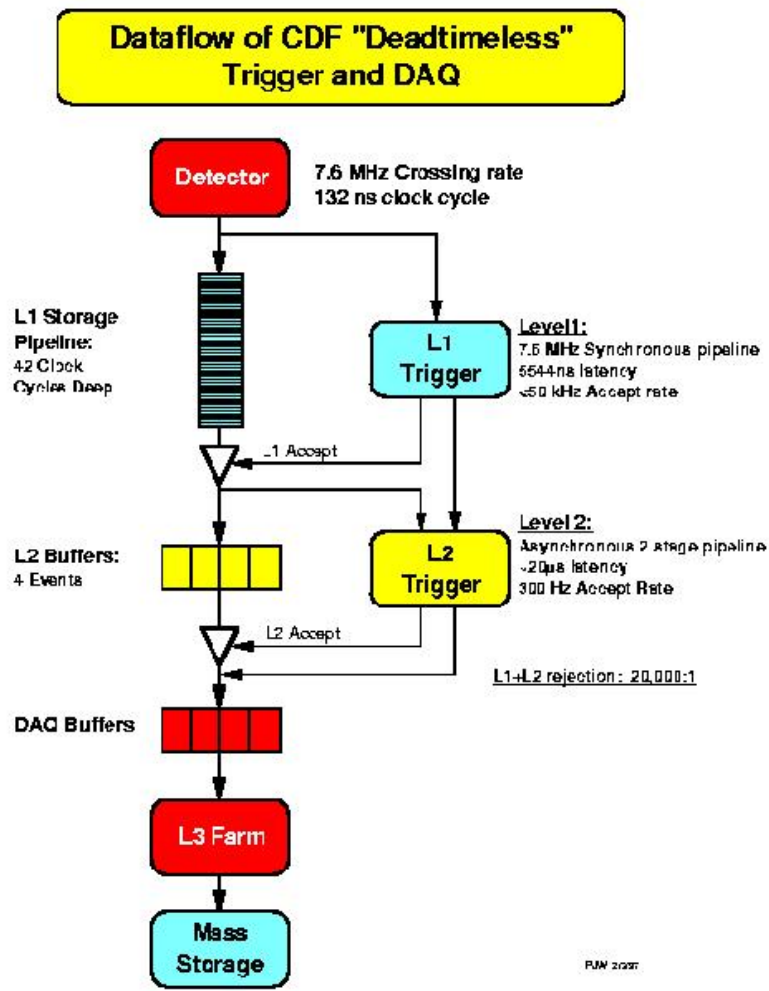 Dataflow of CDF "Deadtimeless"
Trigger and DAQ
Detector
7.6 MHz Crossing rate
132 ns clock cycle
L1 Storage
Pipeline:
42 Clock
Cycles Deep
L1
Trigger
Level1:
7.6 MHz Synchronous pipeline
5544ns latency
<50 kHz Accept rate
L1 Accept
L2 Buffers:
4 Events
L2
Trigger
Level 2:
Asynchronous 2 stage pipeline
~20µs latency
300 Hz Accept Rate
L2 Accept
L1+L2 rejection: 20,000:1
DAQ Buffers
L3 Farm
Mass
Storage
PJW